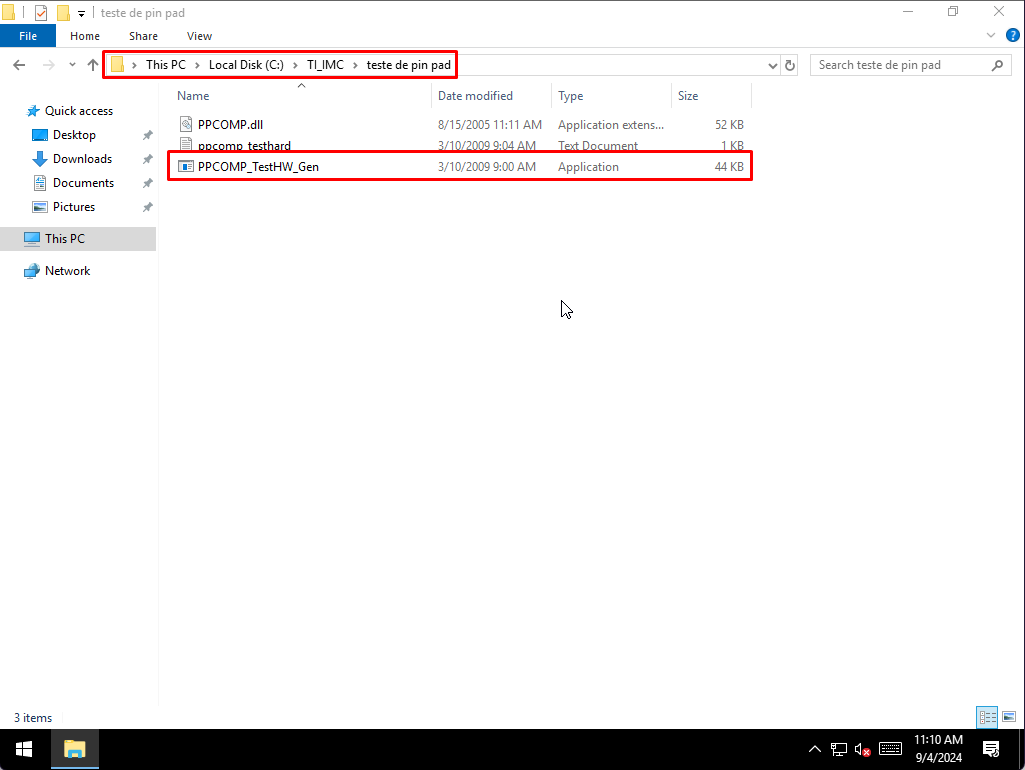 teste de pin pad
File Home Share View ?
This PC > Local Disk (C:) > TI_IMC > teste de pin pad
Search teste de pin pad
Name Date modified Type Size
Quick access
Desktop
Downloads
Documents
Pictures
This PC
Network
PPCOMP.dll 8/15/2005 11:11 AM Application extens... 52 KB
ppcomp_testhard 3/10/2009 9:04 AM Text Document 1 KB
PPCOMP_TestHW_Gen 3/10/2009 9:00 AM Application 44 KB
3 items
11:10 AM
9/4/2024